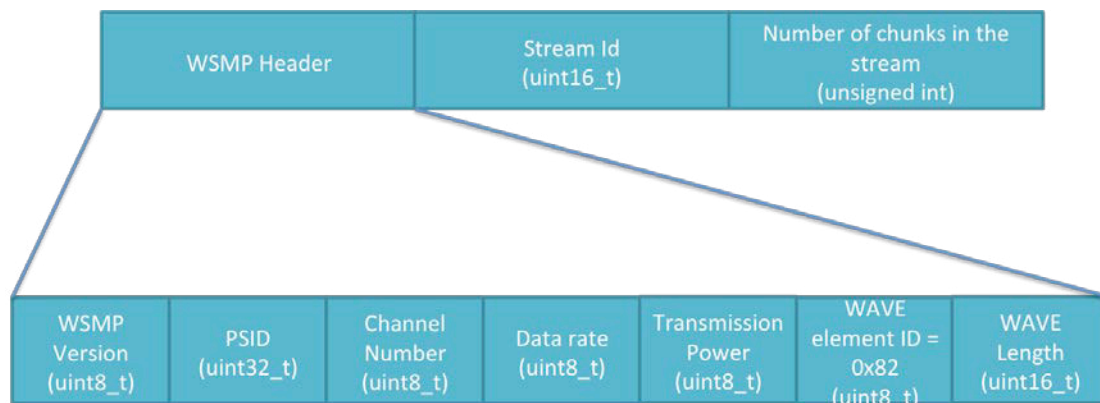 WSMP Header
Stream Id
(uint16_t)
Number of chunks in the
stream
(unsigned int)
WSMP
Version
(uint8_t)
PSID
(uint32_t)
Channel
Number
(uint8_t)
Data rate
(uint8_t)
Transmission
Power
(uint8_t)
WAVE
element ID =
0x82
(uint8_t)
WAVE
Length
(uint16_t)